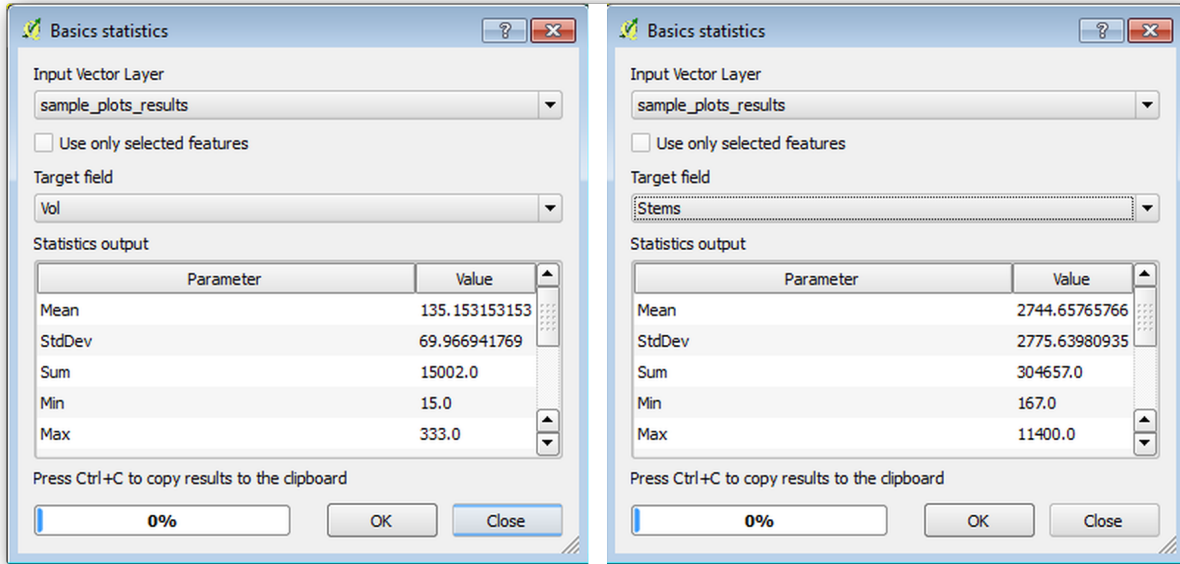 Basics statistics
Input Vector Layer
sample_plots_results
Use only selected features
Target field
Vol
Statistics output
Parameter Value
Mean 135.153153153
StdDev 69.966941769
Sum 15002.0
Min 15.0
Max 333.0
Press Ctrl+C to copy results to the clipboard
0% OK Close
Basics statistics
Input Vector Layer
sample_plots_results
Use only selected features
Target field
Stems
Statistics output
Parameter Value
Mean 2744.65765766
StdDev 2775.63980935
Sum 304657.0
Min 167.0
Max 11400.0
Press Ctrl+C to copy results to the clipboard
0% OK Close